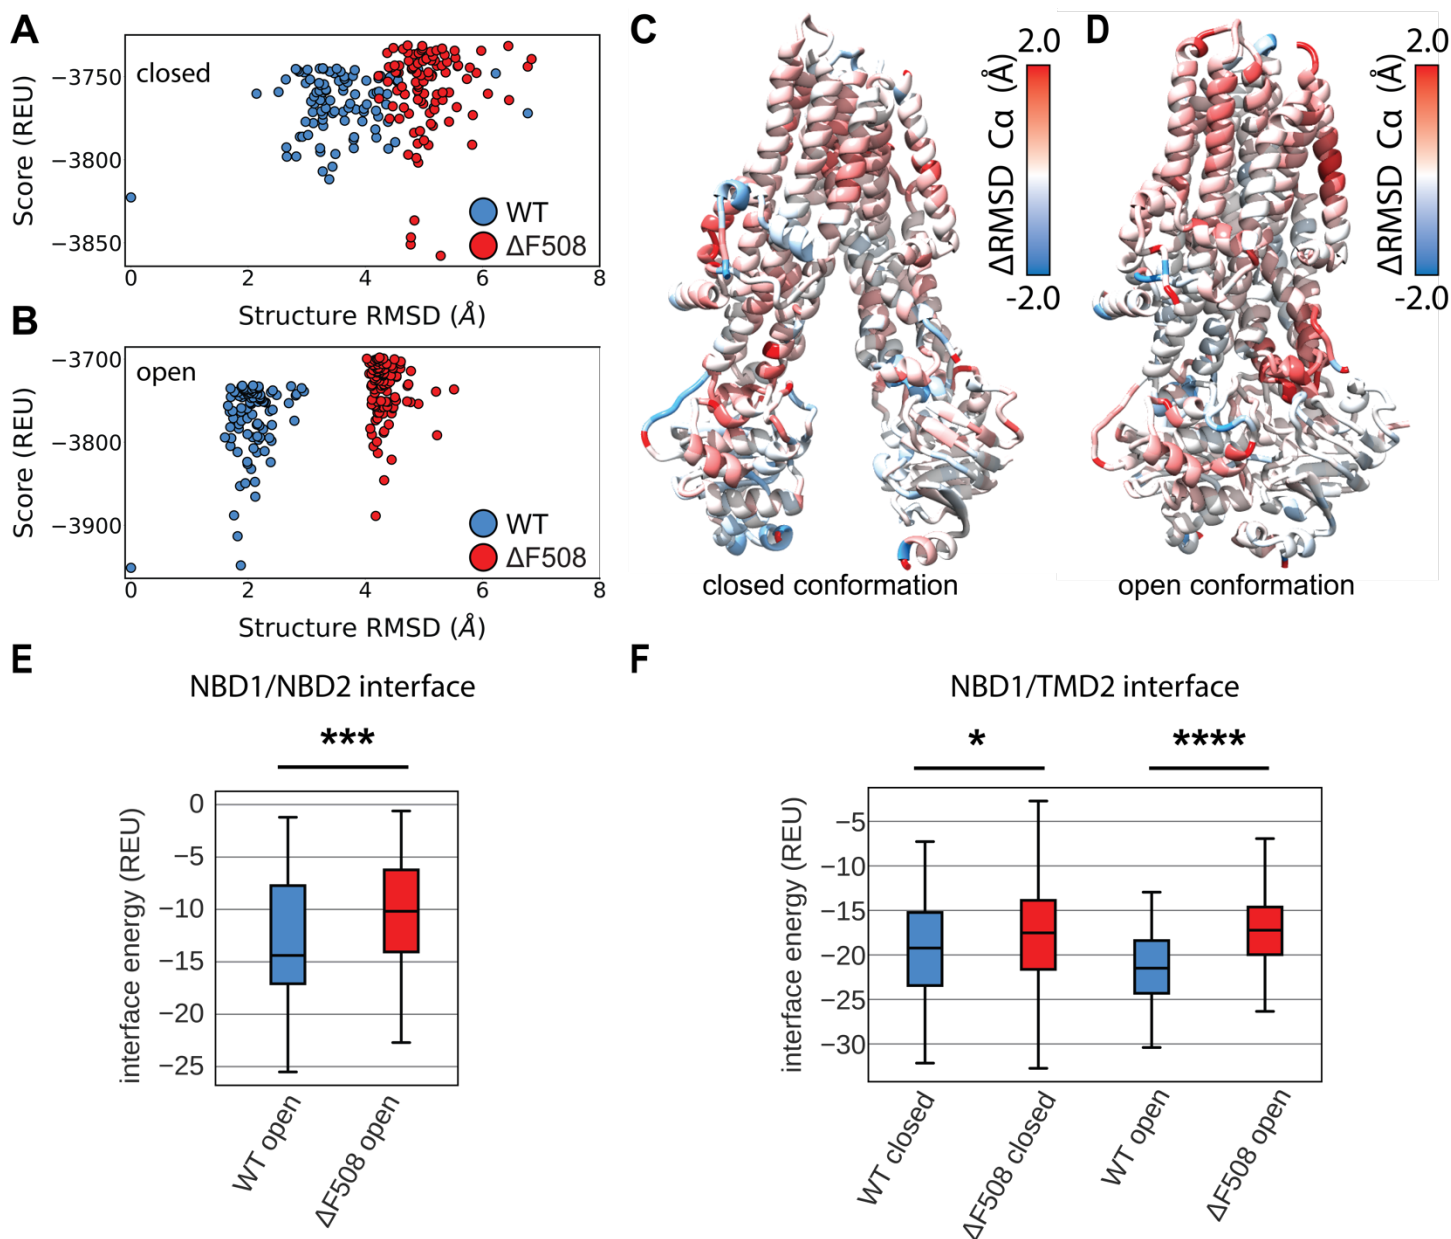 A
closed
Score (REU)
−3750
−3800
−3850
WT
ΔF508
0 2 4 6 8
Structure RMSD (Å)
B
open
Score (REU)
−3700
−3800
−3900
WT
ΔF508
0 2 4 6 8
Structure RMSD (Å)
C
2.0
ΔRMSD Cα (Å)
-2.0
closed conformation
D
2.0
ΔRMSD Cα (Å)
-2.0
open conformation
E
NBD1/NBD2 interface
***
interface energy (REU)
0
−5
−10
−15
−20
−25
WT open
ΔF508 open
F
NBD1/TMD2 interface
* ****
interface energy (REU)
−5
−10
−15
−20
−25
−30
WT closed
ΔF508 closed
WT open
ΔF508 open